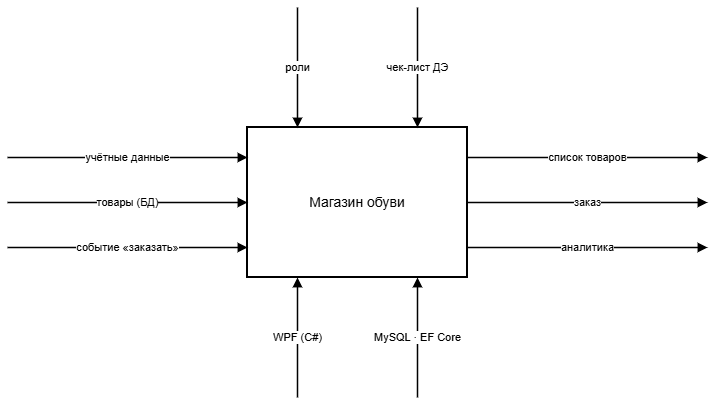 роли
чек-лист ДЭ
учётные данные
список товаров
товары (БД)
Магазин обуви
заказ
событие «заказать»
аналитика
WPF (C#)
MySQL · EF Core